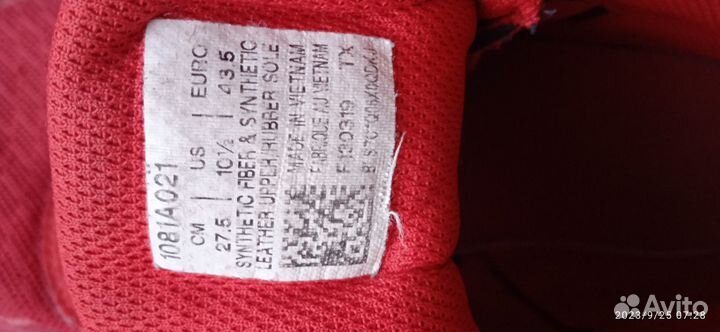 1081A021
CM | US | EURO
27.5 | 10½ | 43.5
SYNTHETIC FIBER & SYNTHETIC
LEATHER UPPER / RUBBER SOLE
MADE IN VIETNAM
FABRIQUE AU VIETNAM
F 130319 TX
2023/9/25 07:28
Avito